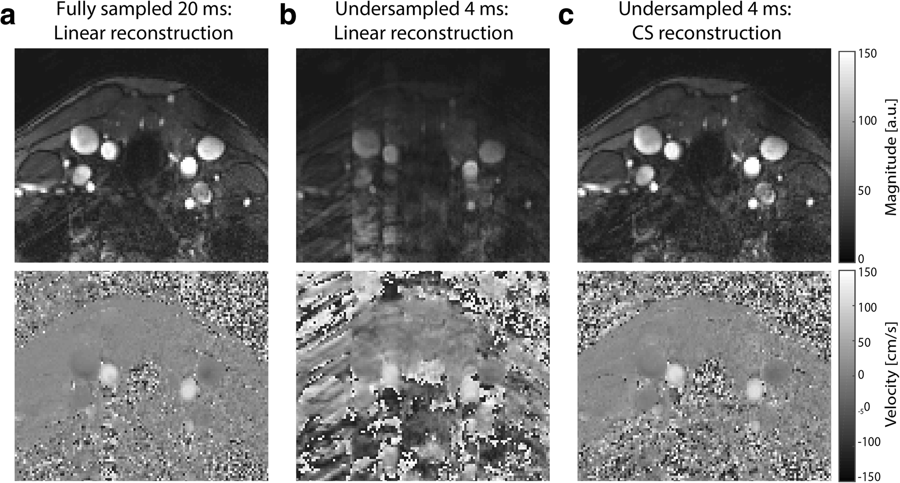 a Fully sampled 20 ms:
Linear reconstruction
b Undersampled 4 ms:
Linear reconstruction
c Undersampled 4 ms:
CS reconstruction
150
100
50
0
Magnitude [a.u.]
150
100
50
0
-5
-100
-150
Velocity [cm/s]